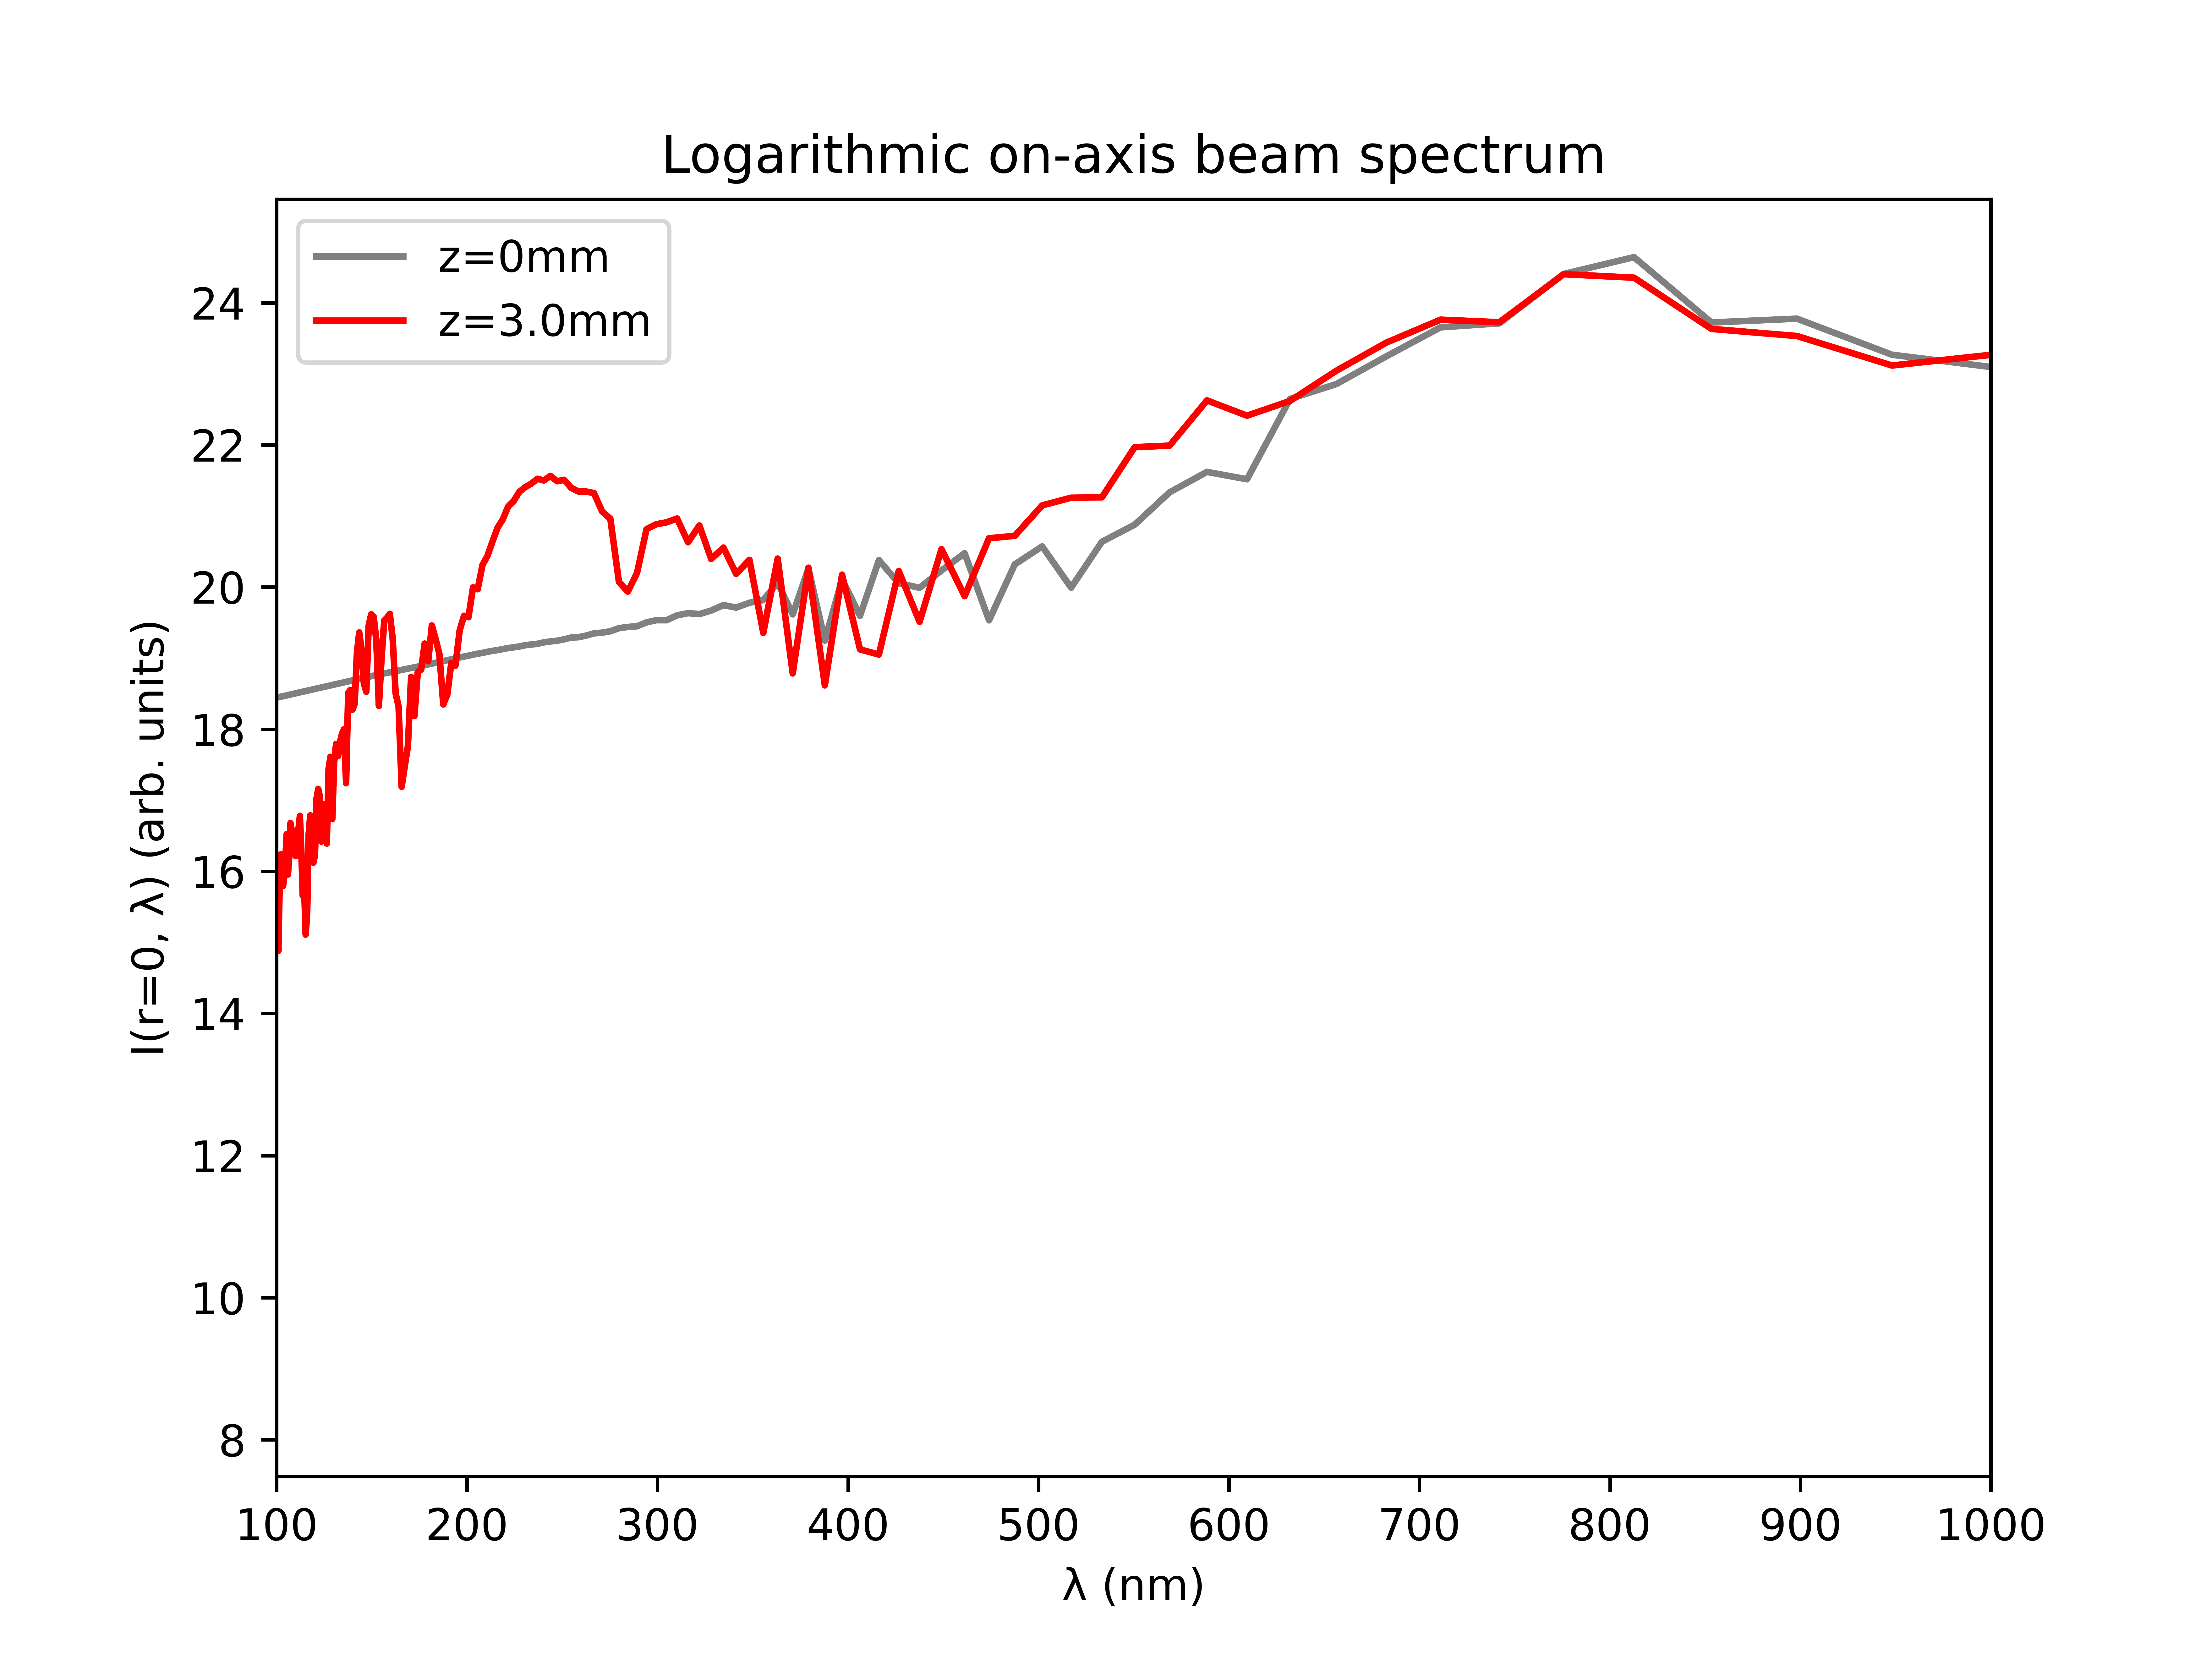 Logarithmic on-axis beam spectrum
z=0mm
z=3.0mm
I(r=0, λ) (arb. units)
24
22
20
18
16
14
12
10
8
100 200 300 400 500 600 700 800 900 1000
λ (nm)